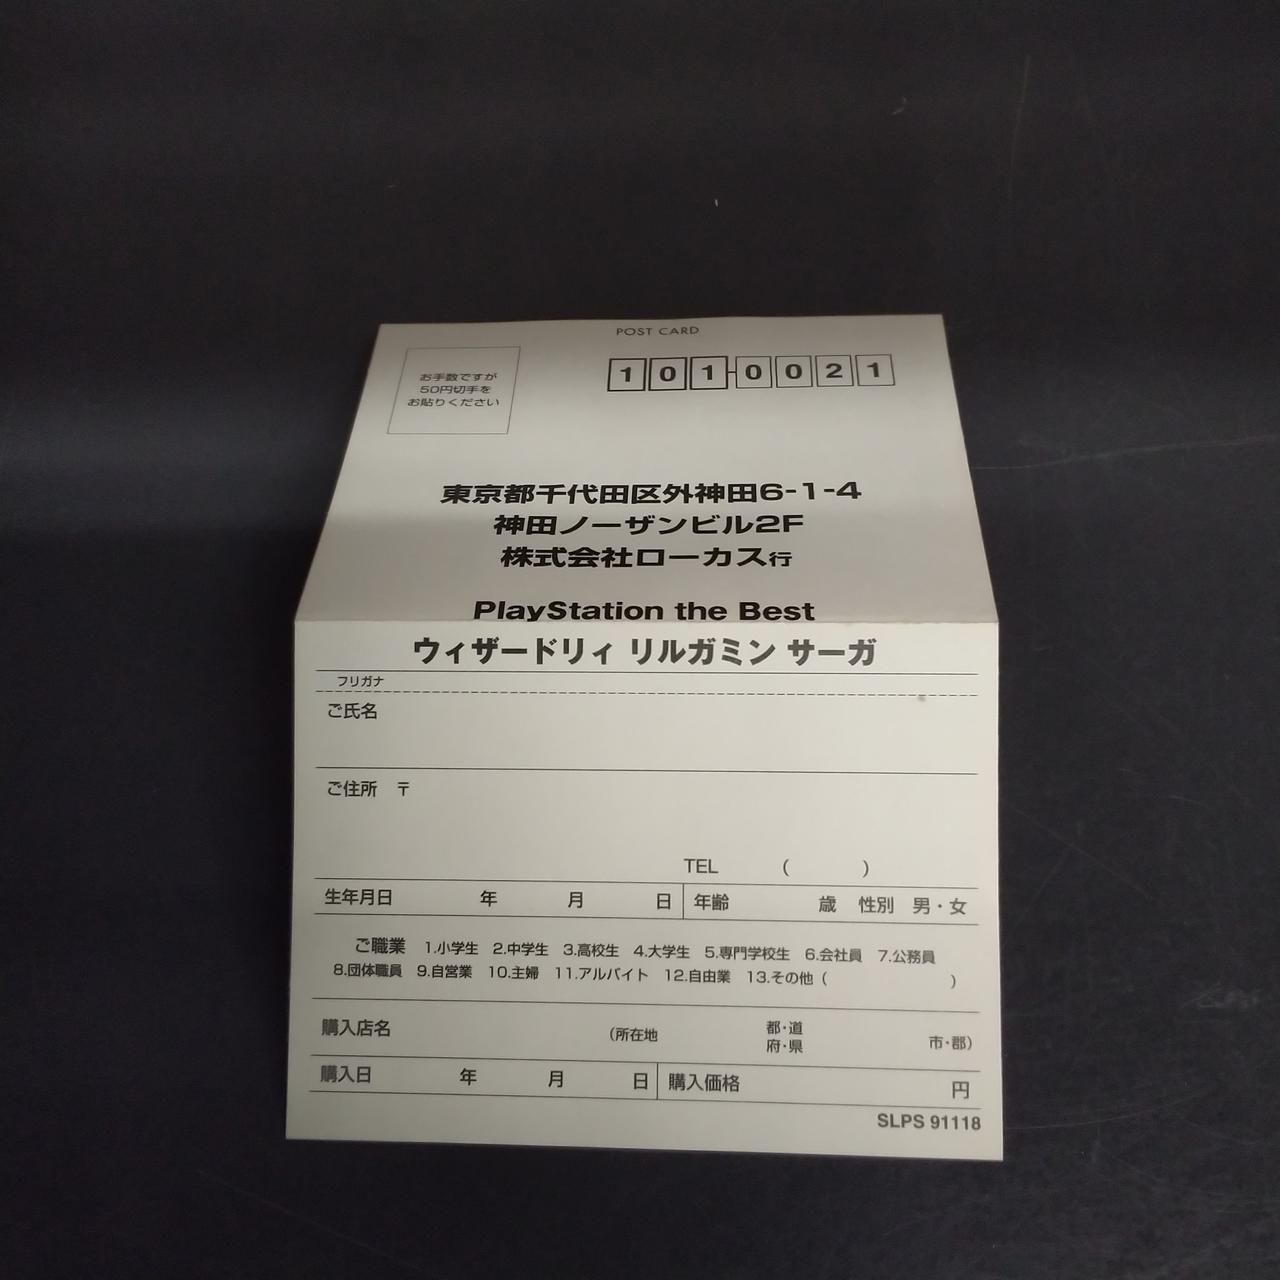 POST CARD
お手数ですが
50円切手を
お貼りください
101-0021
東京都千代田区外神田6-1-4
神田ノーザンビル2F
株式会社ローカス行
PlayStation the Best
ウィザードリィ リルガミン サーガ
フリガナ
ご氏名
ご住所 〒
TEL ( )
生年月日 年 月 日 年齢 歳 性別 男・女
ご職業 1.小学生 2.中学生 3.高校生 4.大学生 5.専門学校生 6.会社員 7.公務員
8.団体職員 9.自営業 10.主婦 11.アルバイト 12.自由業 13.その他( )
購入店名 (所在地 都・道 府・県 市・郡)
購入日 年 月 日 購入価格 円
SLPS 91118